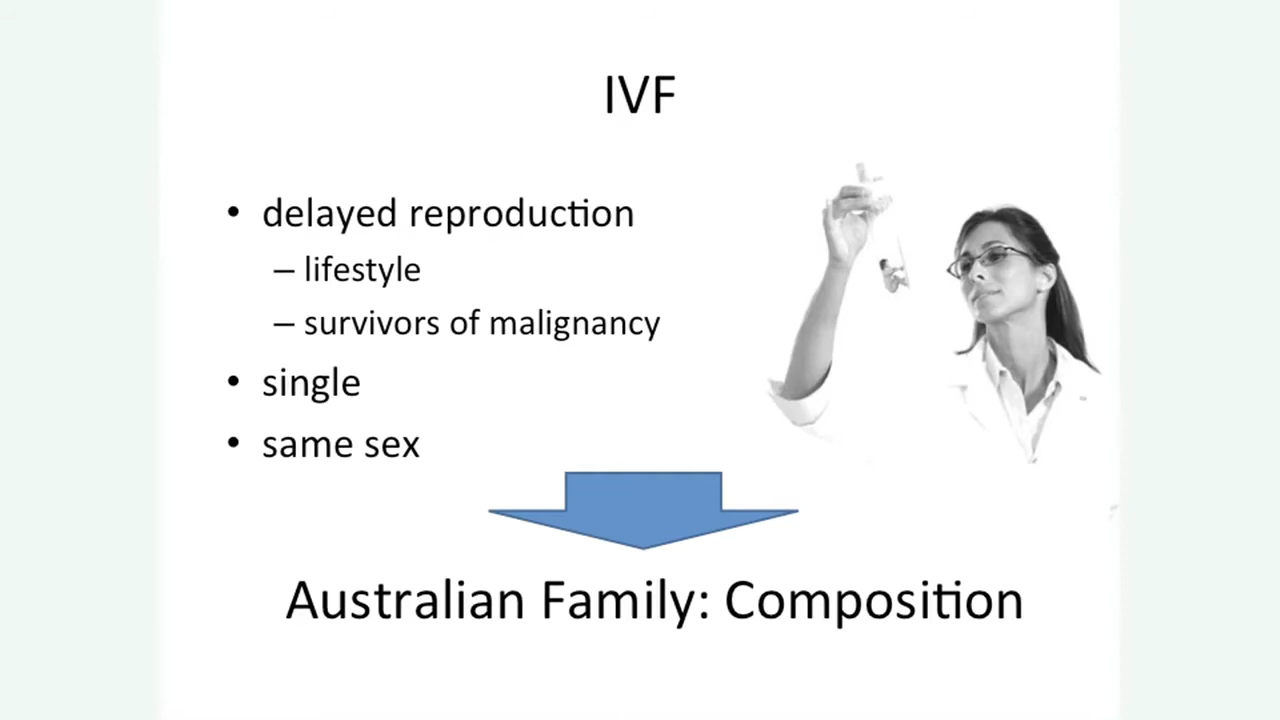 IVF
• delayed reproduction
– lifestyle
– survivors of malignancy
• single
• same sex
Australian Family: Composition